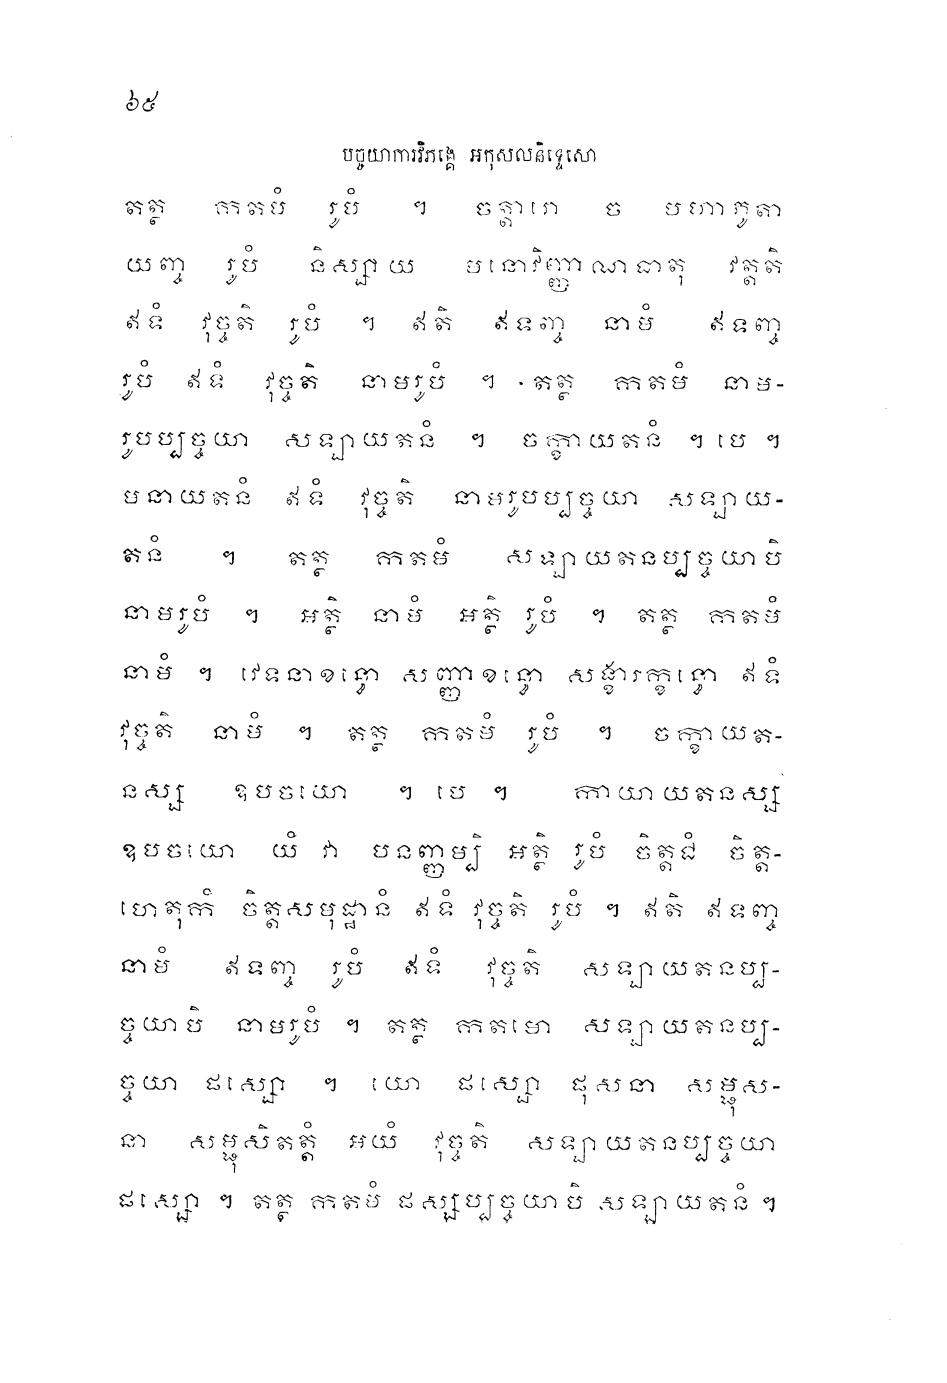 ៦៥
បច្ចយាការវិភង្គេ អកុសលនិទ្ទេសោ
តត្ថ កតមំ រូបំ ។ ចត្តារោ ច មហាភូតា
យញ្ច រូបំ និស្សាយ មនោវិញ្ញាណធាតុ វត្តតិ
ឥទំ វុច្ចតិ រូបំ ។ ឥតិ ឥទញ្ច នាមំ ឥទញ្ច
រូបំ ឥទំ វុច្ចតិ នាមរូបំ ។ តត្ថ កតមំ នាម-
រូបប្បច្ចយា សឡាយតនំ ។ ចក្ខាយតនំ ។ បេ ។
មនាយតនំ ឥទំ វុច្ចតិ នាមរូបប្បច្ចយា សឡាយ-
តនំ ។ តត្ថ កតមំ សឡាយតនប្បច្ចយាបិ
នាមរូបំ ។ អត្ថិ នាមំ អត្ថិ រូបំ ។ តត្ថ កតមំ
នាមំ ។ វេទនាខន្ធោ សញ្ញាខន្ធោ សង្ខារក្ខន្ធោ ឥទំ
វុច្ចតិ នាមំ ។ តត្ថ កតមំ រូបំ ។ ចក្ខាយត-
នស្ស ឧបចយោ ។ បេ ។ កាយាយតនស្ស
ឧបចយោ យំ វា បនញ្ញម្បិ អត្ថិ រូបំ ចិត្តជំ ចិត្ត-
ហេតុកំ ចិត្តសមុដ្ឋានំ ឥទំ វុច្ចតិ រូបំ ។ ឥតិ ឥទញ្ច
នាមំ ឥទញ្ច រូបំ ឥទំ វុច្ចតិ សឡាយតនប្ប-
ច្ចយាបិ នាមរូបំ ។ តត្ថ កតមោ សឡាយតនប្ប-
ច្ចយា ផស្សោ ។ យោ ផស្សោ ផុសនា សម្ផុស-
នា សម្ផុសិតត្តំ អយំ វុច្ចតិ សឡាយតនប្បច្ចយា
ផស្សោ ។ តត្ថ កតមំ ផស្សប្បច្ចយាបិ សឡាយតនំ ។